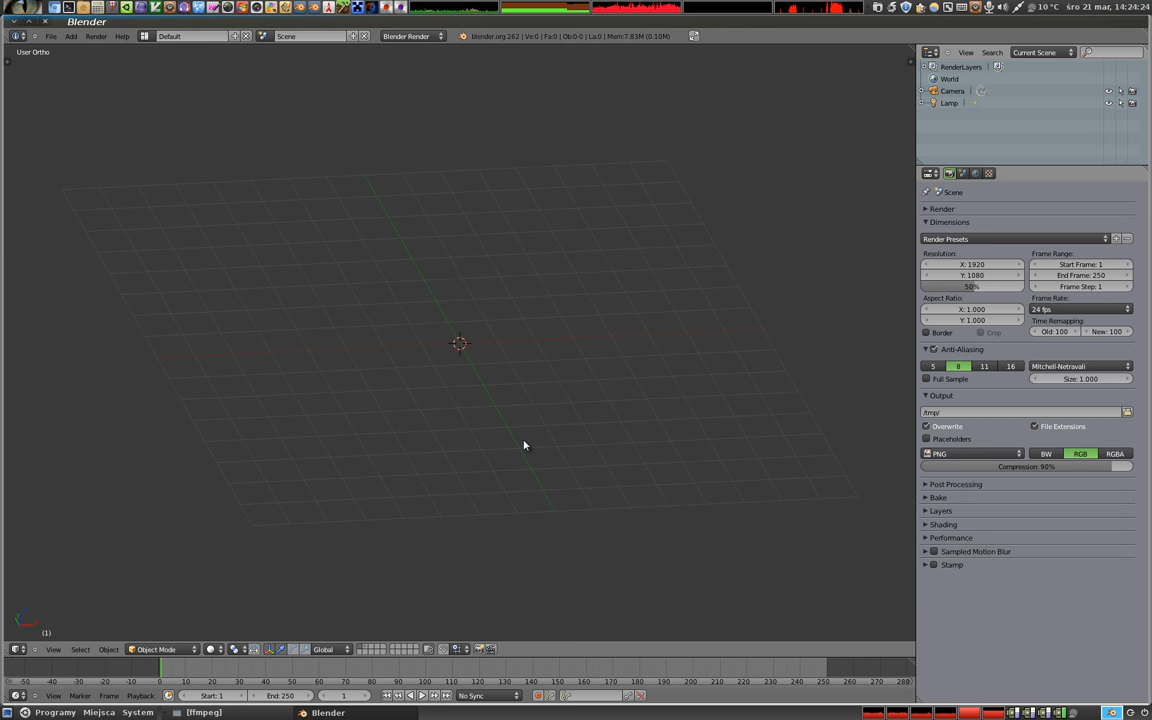 10 °C śro 21 mar, 14:24:24
Blender
File Add Render Help Default Scene Blender Render blender.org 262 | Ve:0 | Fa:0 | Ob:0-0 | La:0 | Mem:7.83M (0.10M)
User Ortho
View Search Current Scene
RenderLayers
World
Camera
Lamp
Scene
Render
Dimensions
Render Presets
Resolution: Frame Range:
X: 1920 Start Frame: 1
Y: 1080 End Frame: 250
50% Frame Step: 1
Aspect Ratio: Frame Rate:
X: 1.000 24 fps
Y: 1.000 Time Remapping:
Border Crop Old: 100 New: 100
Anti-Aliasing
5 8 11 16 Mitchell-Netravali
Full Sample Size: 1.000
Output
/tmp/
Overwrite File Extensions
Placeholders
PNG BW RGB RGBA
Compression: 90%
Post Processing
Bake
Layers
Shading
Performance
Sampled Motion Blur
Stamp
(1)
View Select Object Object Mode Global
-50 -40 -30 -20 -10 0 10 20 30 40 50 60 70 80 90 100 110 120 130 140 150 160 170 180 190 200 210 220 230 240 250 260 270 280
View Marker Frame Playback Start: 1 End: 250 1 No Sync
Programy Miejsca System [ffmpeg] Blender